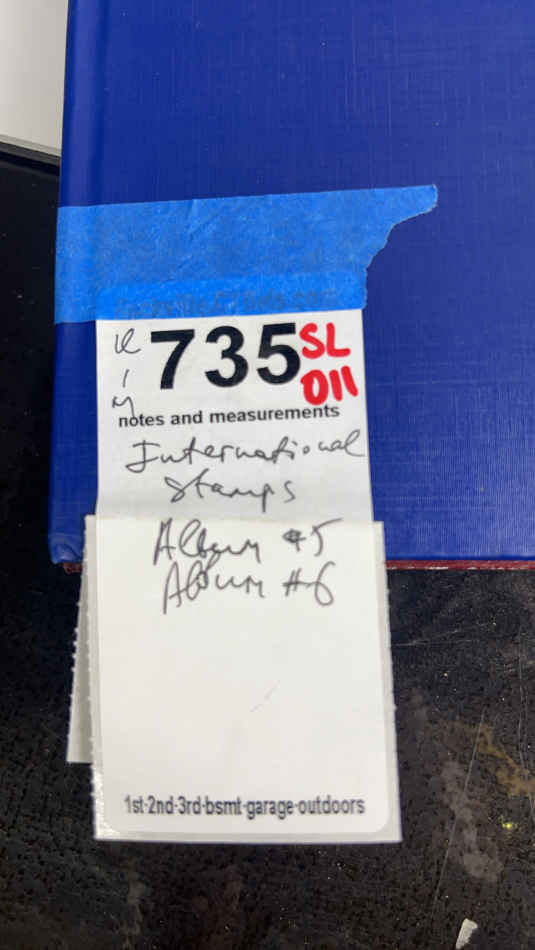 735 SL
011
notes and measurements
International
Stamps
Album #5
Album #6
1st-2nd-3rd-bsmt-garage-outdoors